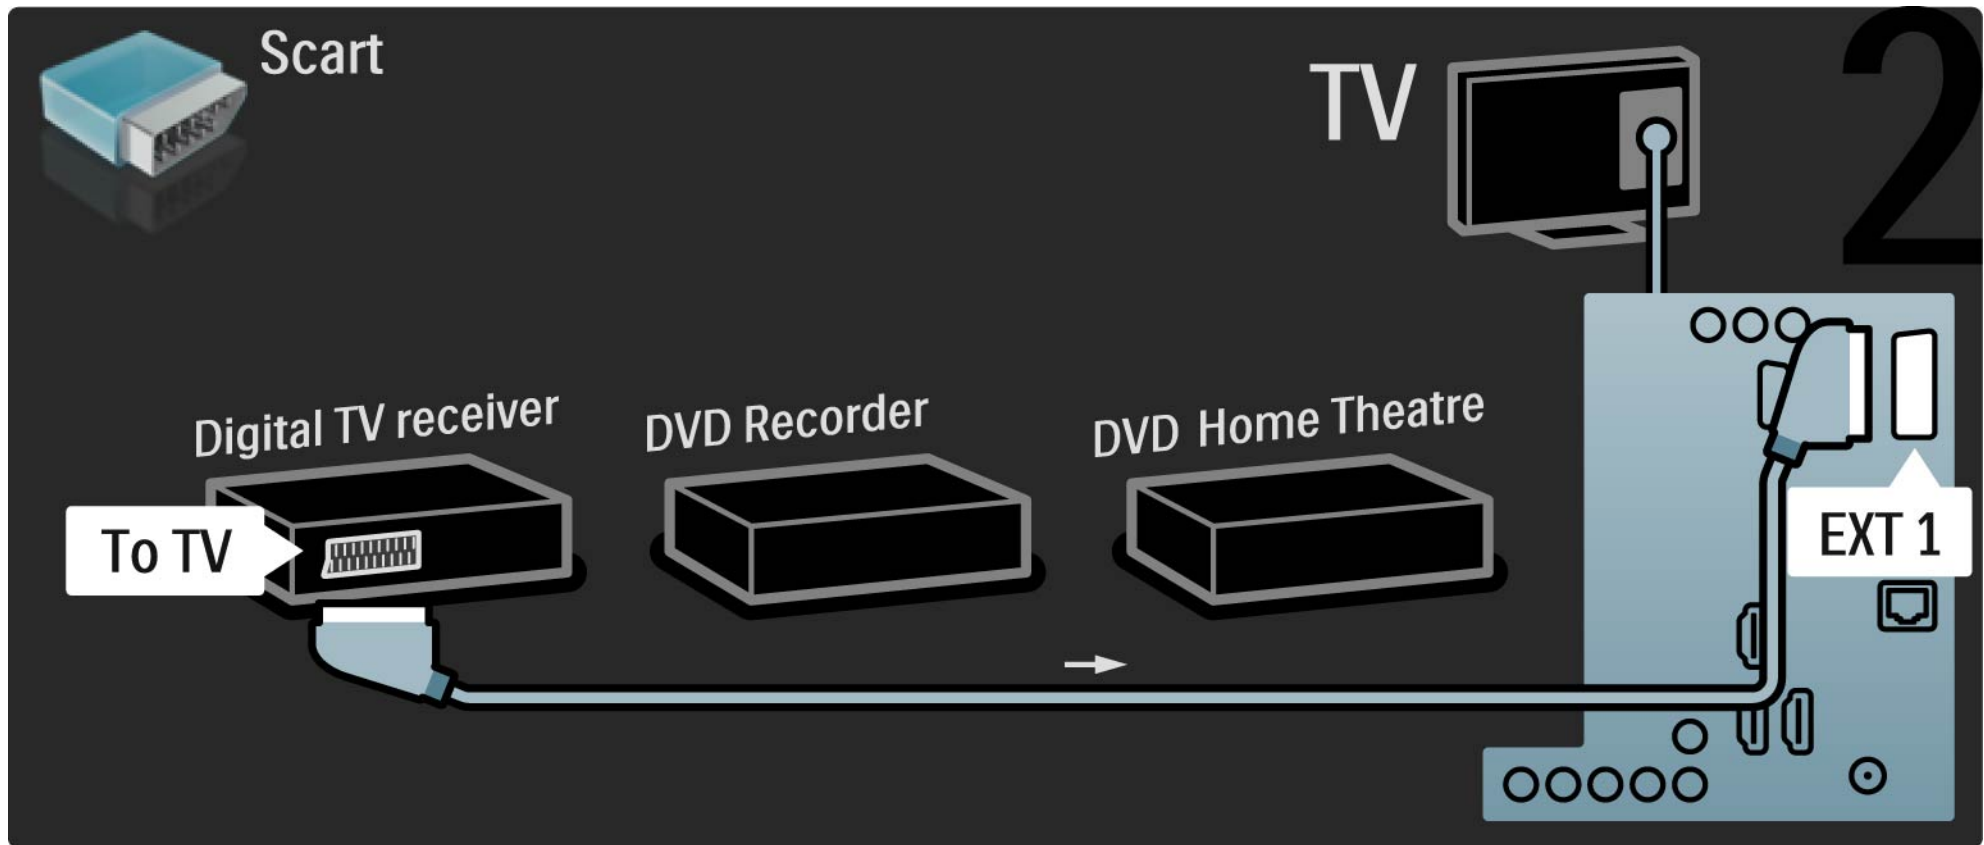 Scart
TV
2
Digital TV receiver
DVD Recorder
DVD Home Theatre
To TV
EXT 1